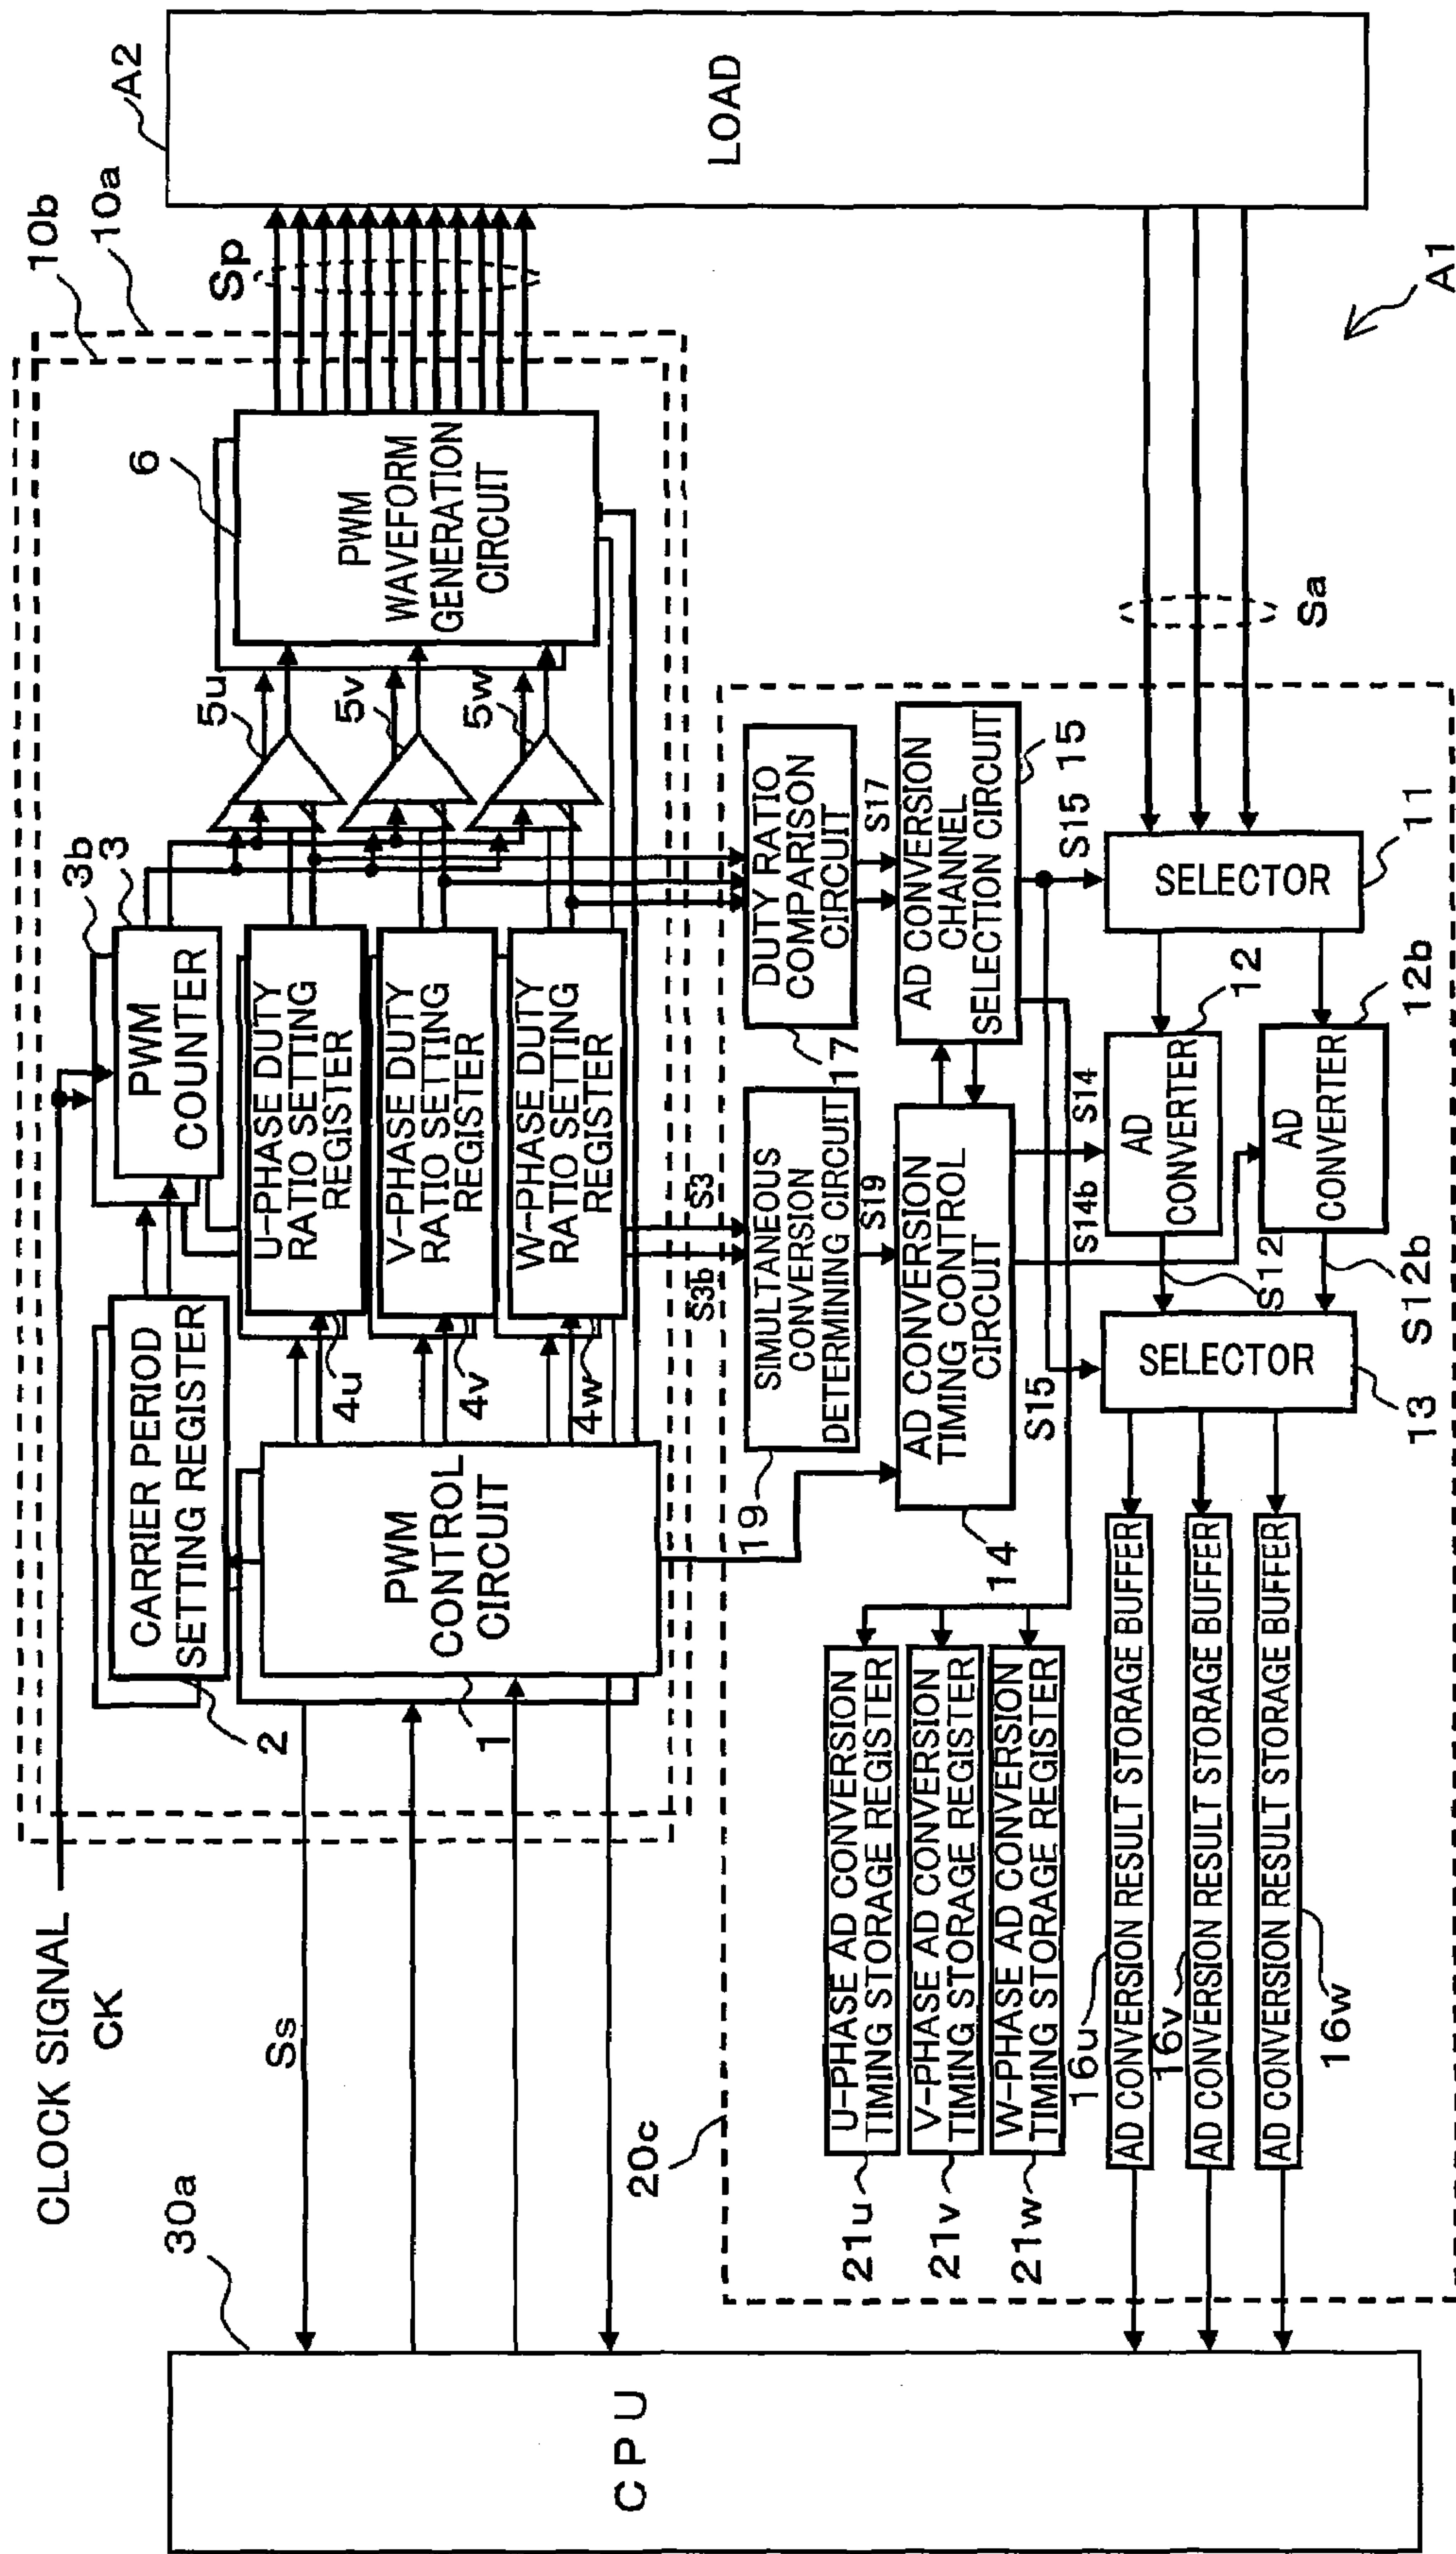 30a
CPU
CLOCK SIGNAL
CK
Ss
20c
10b
10a
A2
LOAD
Sp
A1
Sa
CARRIER PERIOD
SETTING REGISTER
2
PWM
CONTROL
CIRCUIT
1
3b
3
PWM
COUNTER
U-PHASE DUTY
RATIO SETTING
REGISTER
4u
V-PHASE DUTY
RATIO SETTING
REGISTER
4v
W-PHASE DUTY
RATIO SETTING
REGISTER
4w
5u
5v
5w
6
PWM
WAVEFORM
GENERATION
CIRCUIT
S3b
S3
SIMULTANEOUS
CONVERSION
DETERMINING CIRCUIT
19
S19
DUTY RATIO
COMPARISON
CIRCUIT
17
S17
AD CONVERSION
TIMING CONTROL
CIRCUIT
14
AD CONVERSION
CHANNEL
SELECTION CIRCUIT
15
S15
S15
S14b
S14
SELECTOR
11
AD
CONVERTER
12
AD
CONVERTER
12b
S12
S12b
SELECTOR
13
U-PHASE AD CONVERSION
TIMING STORAGE REGISTER
21u
V-PHASE AD CONVERSION
TIMING STORAGE REGISTER
21v
W-PHASE AD CONVERSION
TIMING STORAGE REGISTER
21w
16u
AD CONVERSION RESULT STORAGE BUFFER
16v
AD CONVERSION RESULT STORAGE BUFFER
AD CONVERSION RESULT STORAGE BUFFER
16w